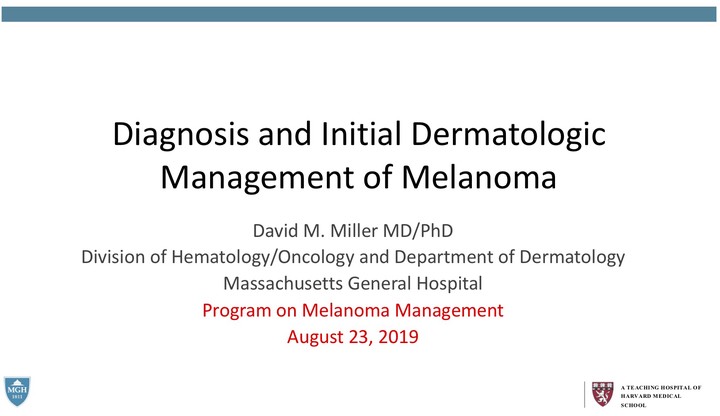 Diagnosis and Initial Dermatologic
Management of Melanoma
David M. Miller MD/PhD
Division of Hematology/Oncology and Department of Dermatology
Massachusetts General Hospital
Program on Melanoma Management
August 23, 2019
MGH
1811
A TEACHING HOSPITAL OF
HARVARD MEDICAL
SCHOOL